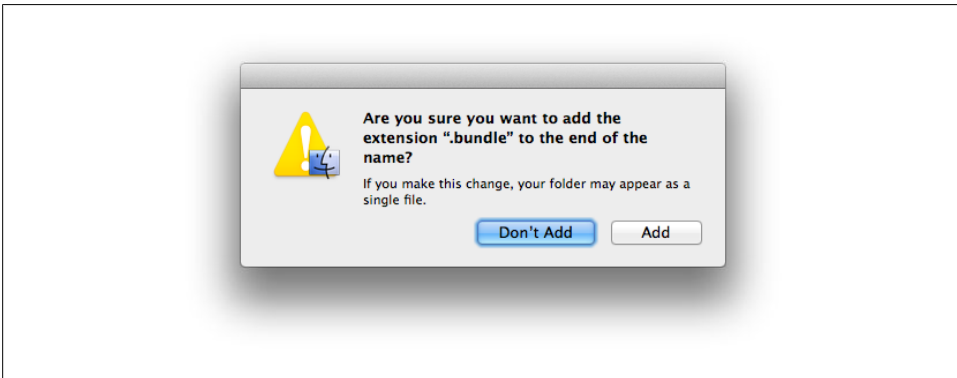 Are you sure you want to add the
extension “.bundle” to the end of the
name?
If you make this change, your folder may appear as a
single file.
Don't Add
Add